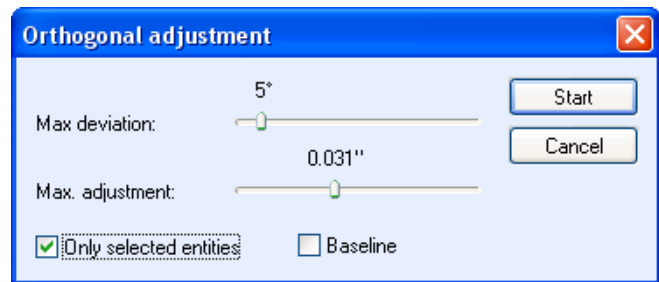 Orthogonal adjustment
5°
Max deviation:
Start
0.031''
Cancel
Max. adjustment:
Only selected entities
Baseline